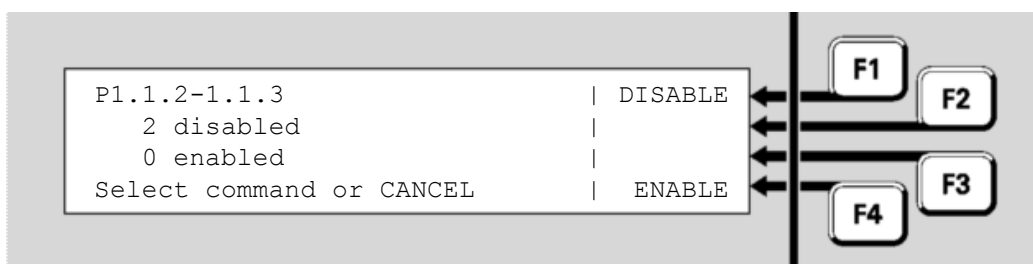 P1.1.2-1.1.3 | DISABLE
2 disabled |
0 enabled |
Select command or CANCEL | ENABLE
F1
F2
F3
F4